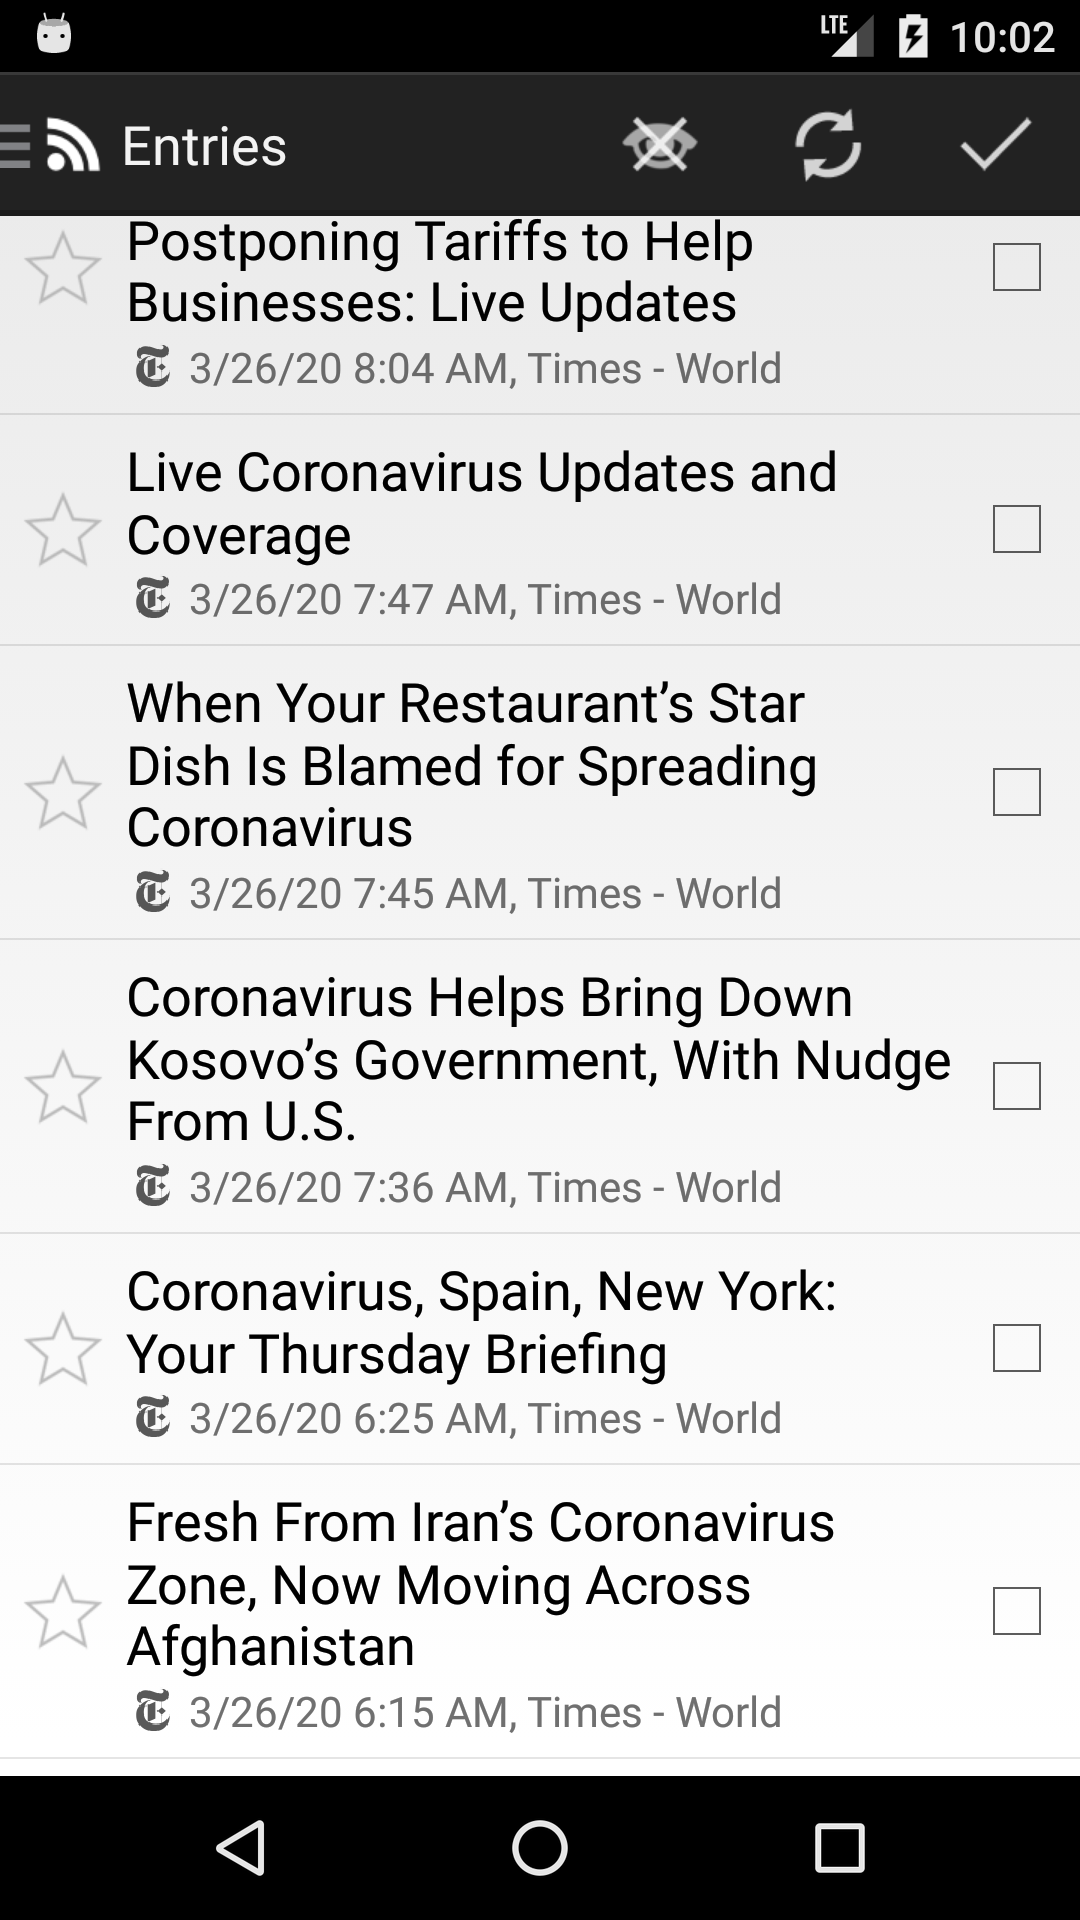 LTE 10:02
Entries
Postponing Tariffs to Help
Businesses: Live Updates
3/26/20 8:04 AM, Times - World
Live Coronavirus Updates and
Coverage
3/26/20 7:47 AM, Times - World
When Your Restaurant’s Star
Dish Is Blamed for Spreading
Coronavirus
3/26/20 7:45 AM, Times - World
Coronavirus Helps Bring Down
Kosovo’s Government, With Nudge
From U.S.
3/26/20 7:36 AM, Times - World
Coronavirus, Spain, New York:
Your Thursday Briefing
3/26/20 6:25 AM, Times - World
Fresh From Iran’s Coronavirus
Zone, Now Moving Across
Afghanistan
3/26/20 6:15 AM, Times - World